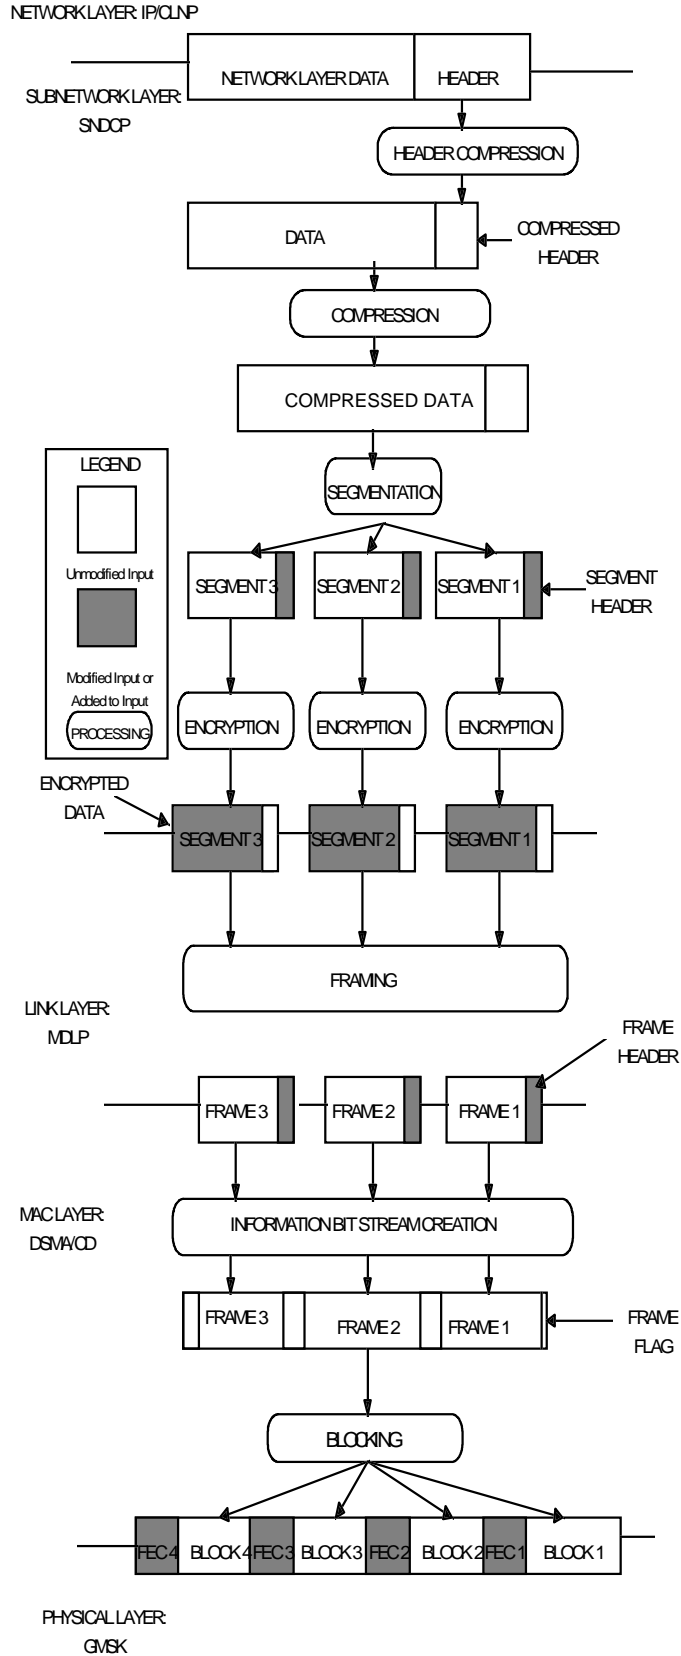 NETWORK LAYER: IP/CLNP
NETWORK LAYER DATA
HEADER
SUBNETWORK LAYER:
SNDCP
HEADER COMPRESSION
DATA
COMPRESSED
HEADER
COMPRESSION
COMPRESSED DATA
LEGEND
Unmodified Input
Modified Input or
Added to Input
PROCESSING
SEGMENTATION
SEGMENT 3
SEGMENT 2
SEGMENT 1
SEGMENT
HEADER
ENCRYPTION
ENCRYPTION
ENCRYPTION
ENCRYPTED
DATA
SEGMENT 3
SEGMENT 2
SEGMENT 1
FRAMING
LINK LAYER:
MDLP
FRAME
HEADER
FRAME 3
FRAME 2
FRAME 1
MAC LAYER:
DSMA/CD
INFORMATION BIT STREAM CREATION
FRAME 3
FRAME 2
FRAME 1
FRAME
FLAG
BLOCKING
FEC 4
BLOCK 4
FEC 3
BLOCK 3
FEC 2
BLOCK 2
FEC 1
BLOCK 1
PHYSICAL LAYER:
GMSK